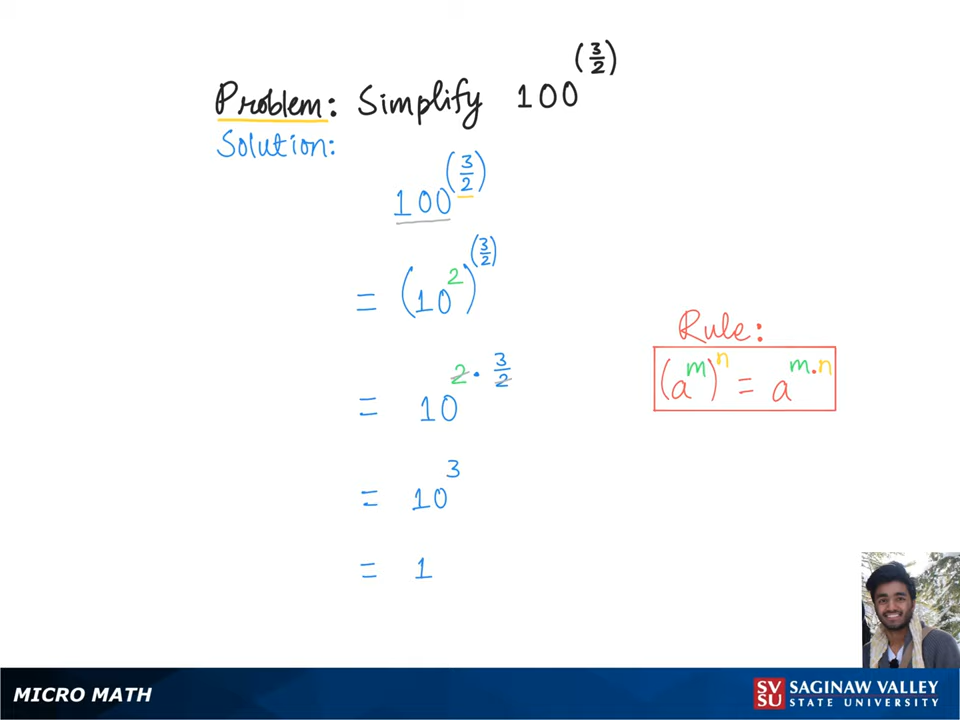 Problem: Simplify 100^(3/2)
Solution:
100^(3/2)
= (10^2)^(3/2)
= 10^2·3/2
= 10^3
= 1
Rule:
(a^m)^n = a^m·n
MICRO MATH
SV SU SAGINAW VALLEY
STATE UNIVERSITY